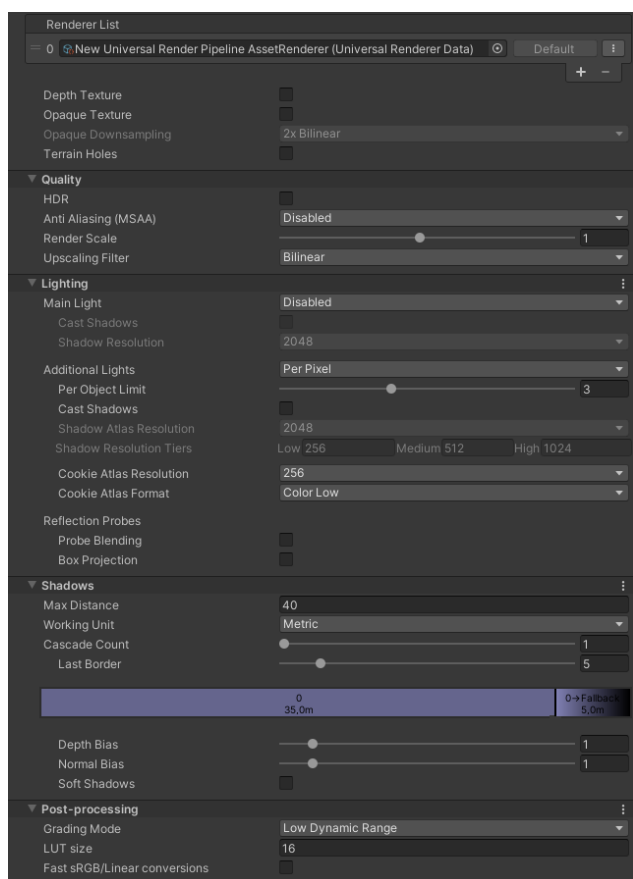 Renderer List
= 0 New Universal Render Pipeline AssetRenderer (Universal Renderer Data) Default
+ −
Depth Texture
Opaque Texture
Opaque Downsampling 2x Bilinear
Terrain Holes
Quality
HDR
Anti Aliasing (MSAA) Disabled
Render Scale 1
Upscaling Filter Bilinear
Lighting
Main Light Disabled
Cast Shadows
Shadow Resolution 2048
Additional Lights Per Pixel
Per Object Limit 3
Cast Shadows
Shadow Atlas Resolution 2048
Shadow Resolution Tiers Low 256 Medium 512 High 1024
Cookie Atlas Resolution 256
Cookie Atlas Format Color Low
Reflection Probes
Probe Blending
Box Projection
Shadows
Max Distance 40
Working Unit Metric
Cascade Count 1
Last Border 5
0 0→Fallback
35,0m 5,0m
Depth Bias 1
Normal Bias 1
Soft Shadows
Post-processing
Grading Mode Low Dynamic Range
LUT size 16
Fast sRGB/Linear conversions